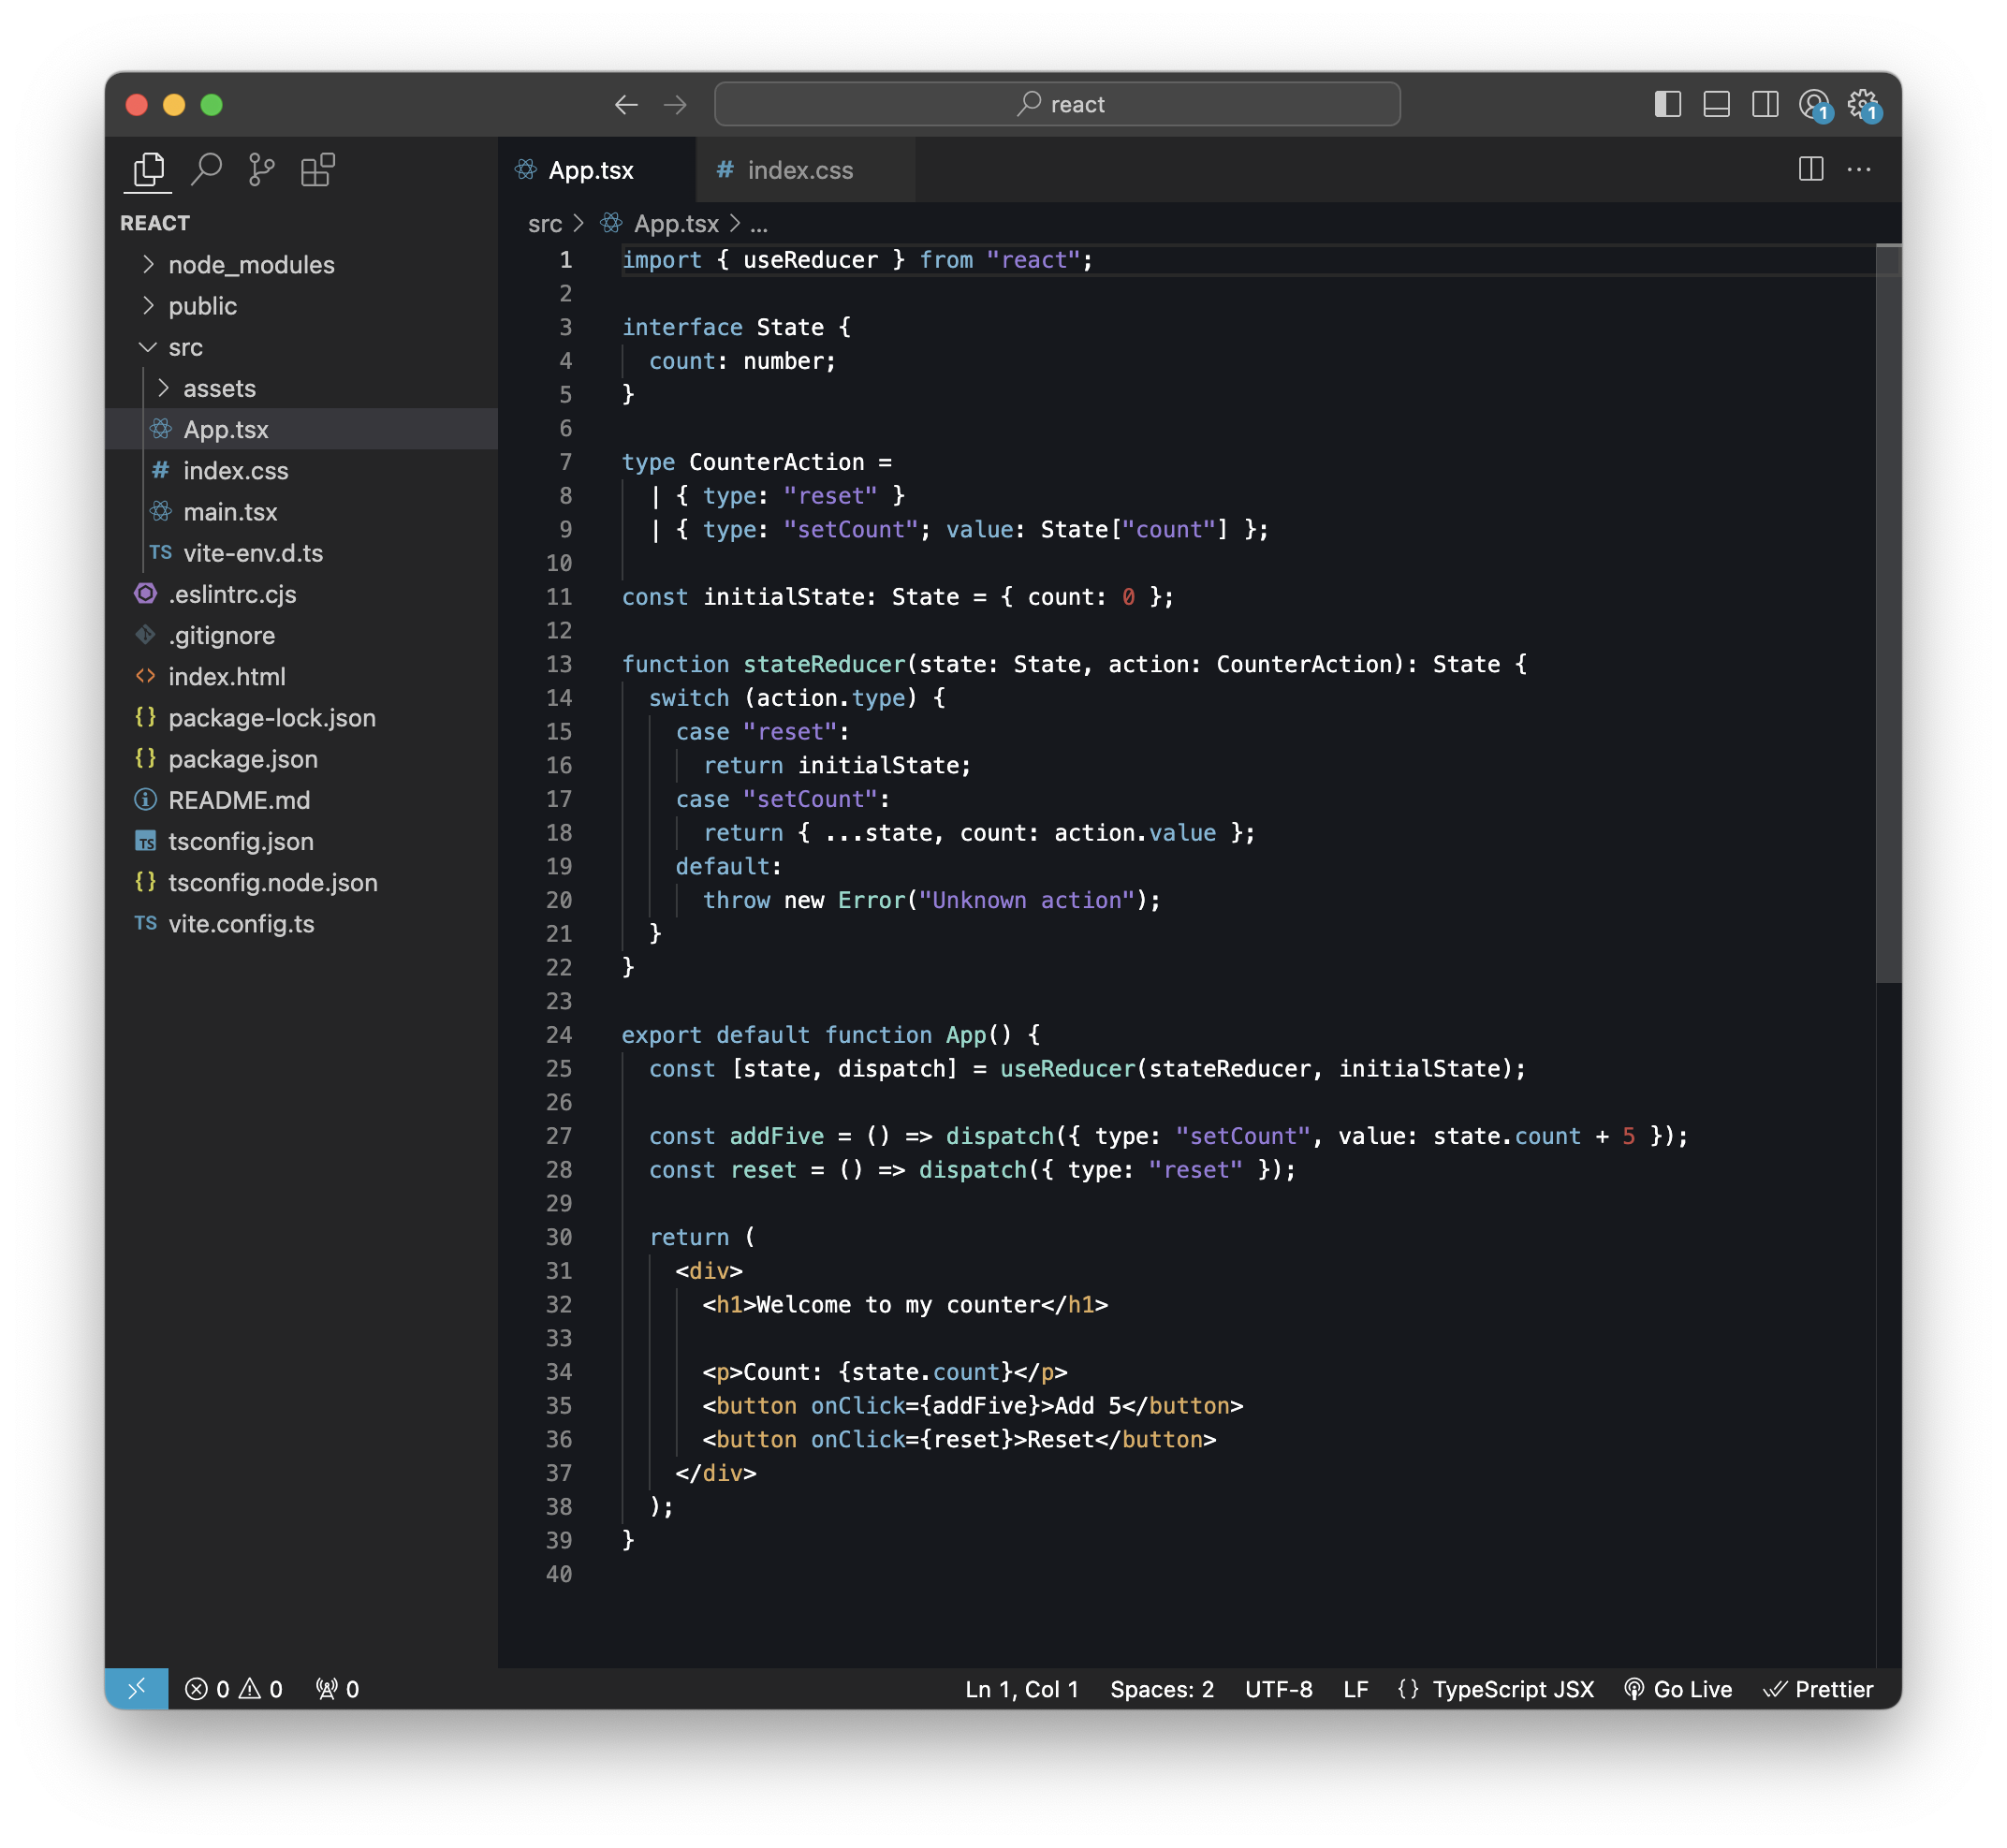 react
1
1
App.tsx
# index.css
REACT
node_modules
public
src
assets
App.tsx
# index.css
main.tsx
TS vite-env.d.ts
.eslintrc.cjs
.gitignore
<> index.html
{} package-lock.json
{} package.json
README.md
TS tsconfig.json
{} tsconfig.node.json
TS vite.config.ts
src > App.tsx > ...
1 import { useReducer } from "react";
2
3 interface State {
4   count: number;
5 }
6
7 type CounterAction =
8   | { type: "reset" }
9   | { type: "setCount"; value: State["count"] };
10
11 const initialState: State = { count: 0 };
12
13 function stateReducer(state: State, action: CounterAction): State {
14   switch (action.type) {
15     case "reset":
16       return initialState;
17     case "setCount":
18       return { ...state, count: action.value };
19     default:
20       throw new Error("Unknown action");
21   }
22 }
23
24 export default function App() {
25   const [state, dispatch] = useReducer(stateReducer, initialState);
26
27   const addFive = () => dispatch({ type: "setCount", value: state.count + 5 });
28   const reset = () => dispatch({ type: "reset" });
29
30   return (
31     <div>
32       <h1>Welcome to my counter</h1>
33
34       <p>Count: {state.count}</p>
35       <button onClick={addFive}>Add 5</button>
36       <button onClick={reset}>Reset</button>
37     </div>
38   );
39 }
40
0 0 0 Ln 1, Col 1 Spaces: 2 UTF-8 LF {} TypeScript JSX Go Live Prettier